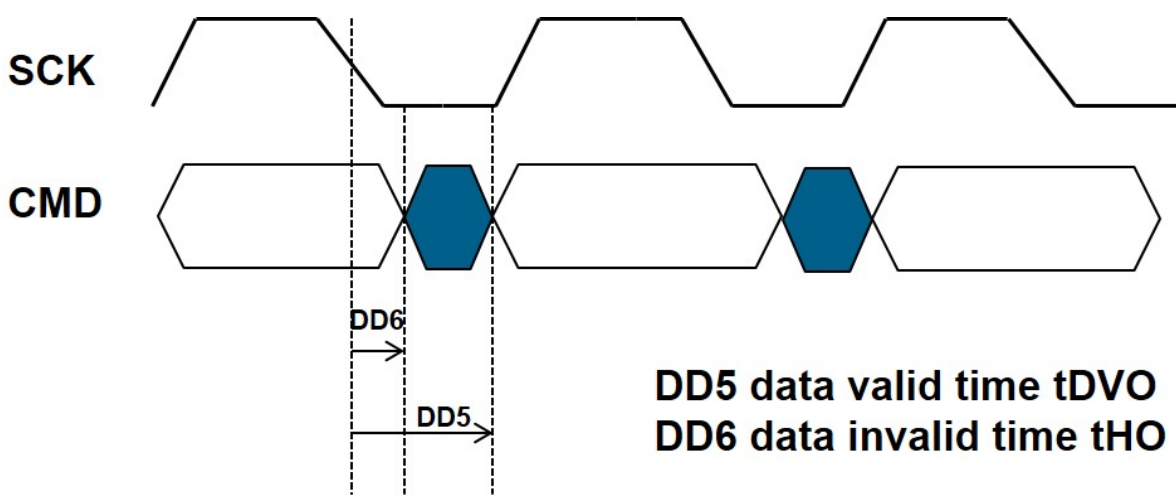 SCK
CMD
DD6
DD5
DD5 data valid time tDVO
DD6 data invalid time tHO